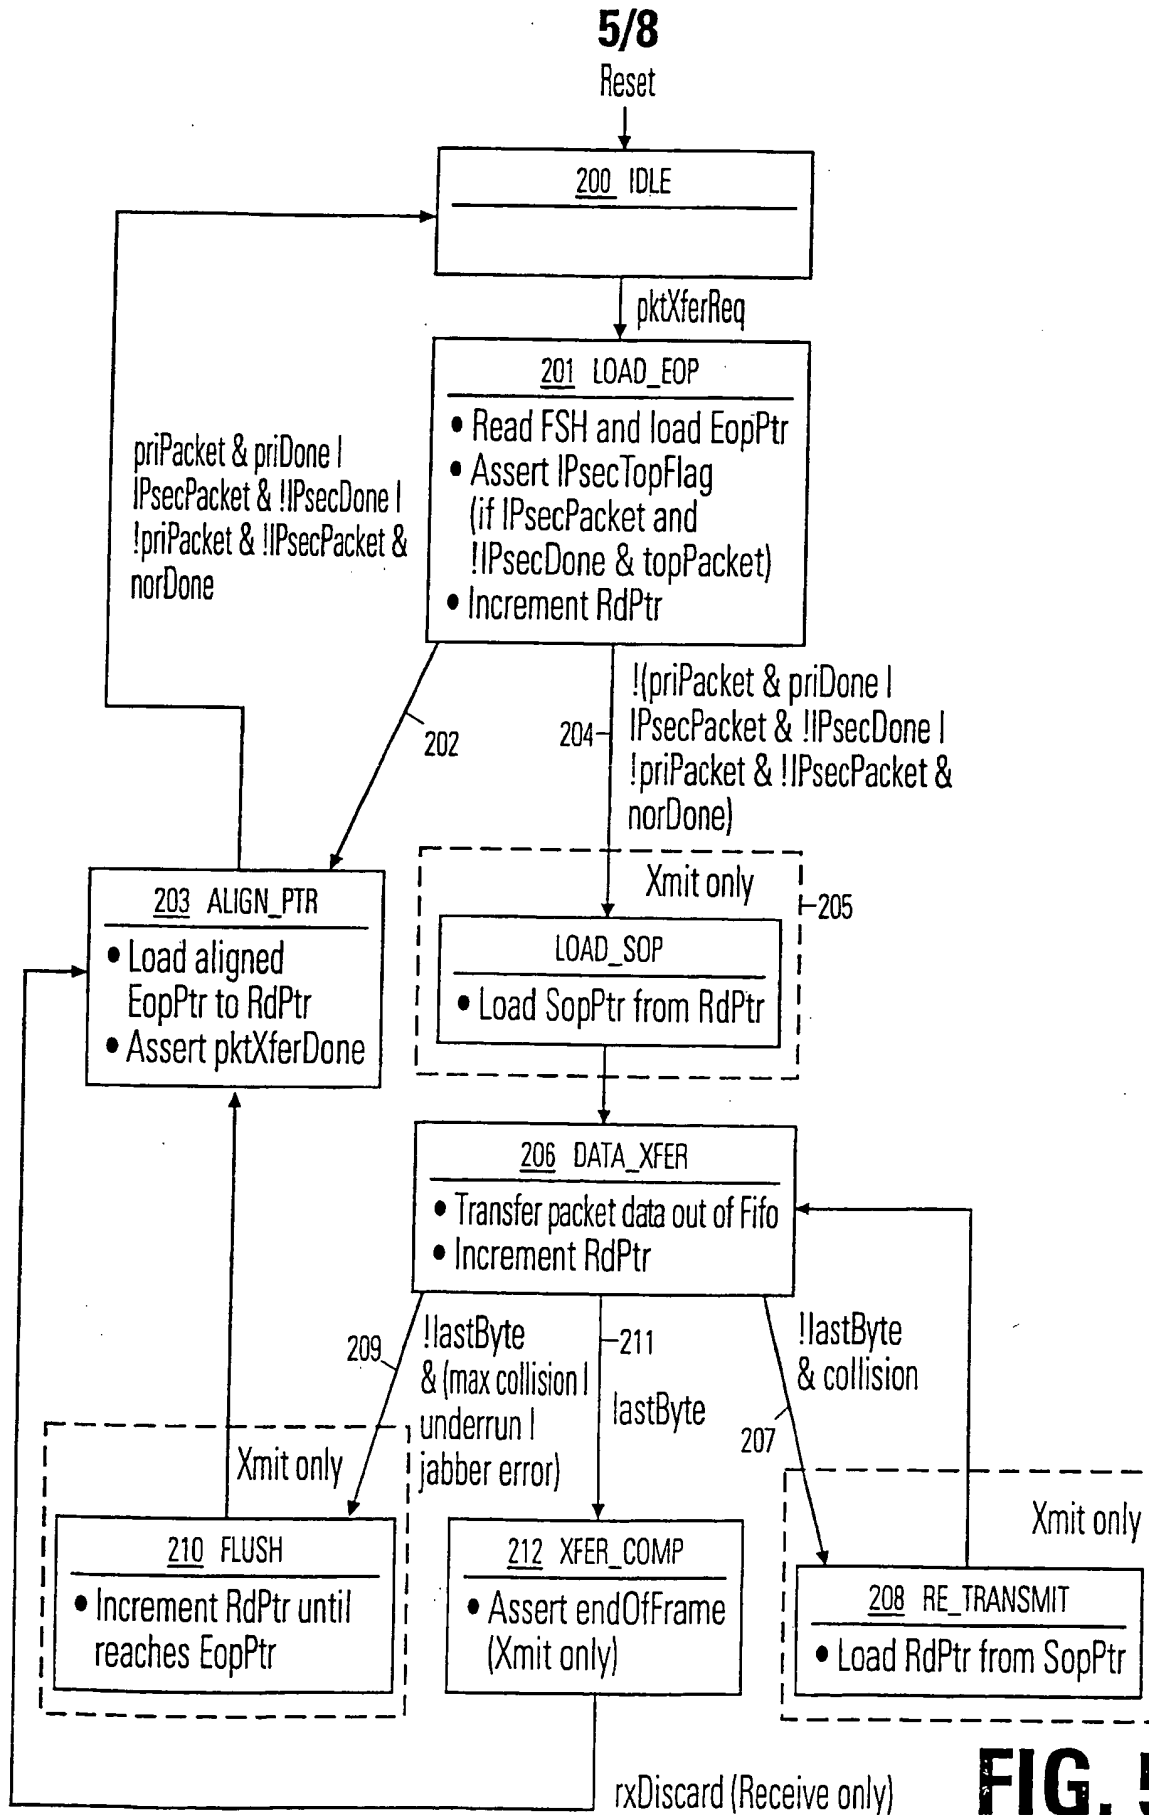 5/8
Reset
200 IDLE
pktXferReq
201 LOAD_EOP
• Read FSH and load EopPtr
• Assert IPsecTopFlag
(if IPsecPacket and
!IPsecDone & topPacket)
• Increment RdPtr
priPacket & priDone |
IPsecPacket & !IPsecDone |
!priPacket & !IPsecPacket &
norDone
202
204
!(priPacket & priDone |
IPsecPacket & !IPsecDone |
!priPacket & !IPsecPacket &
norDone)
203 ALIGN_PTR
• Load aligned
EopPtr to RdPtr
• Assert pktXferDone
Xmit only
205
LOAD_SOP
• Load SopPtr from RdPtr
206 DATA_XFER
• Transfer packet data out of Fifo
• Increment RdPtr
209
!lastByte
& (max collision |
underrun |
jabber error)
211
lastByte
!lastByte
& collision
207
Xmit only
210 FLUSH
• Increment RdPtr until
reaches EopPtr
212 XFER_COMP
• Assert endOfFrame
(Xmit only)
Xmit only
208 RE_TRANSMIT
• Load RdPtr from SopPtr
rxDiscard (Receive only)
FIG. 5